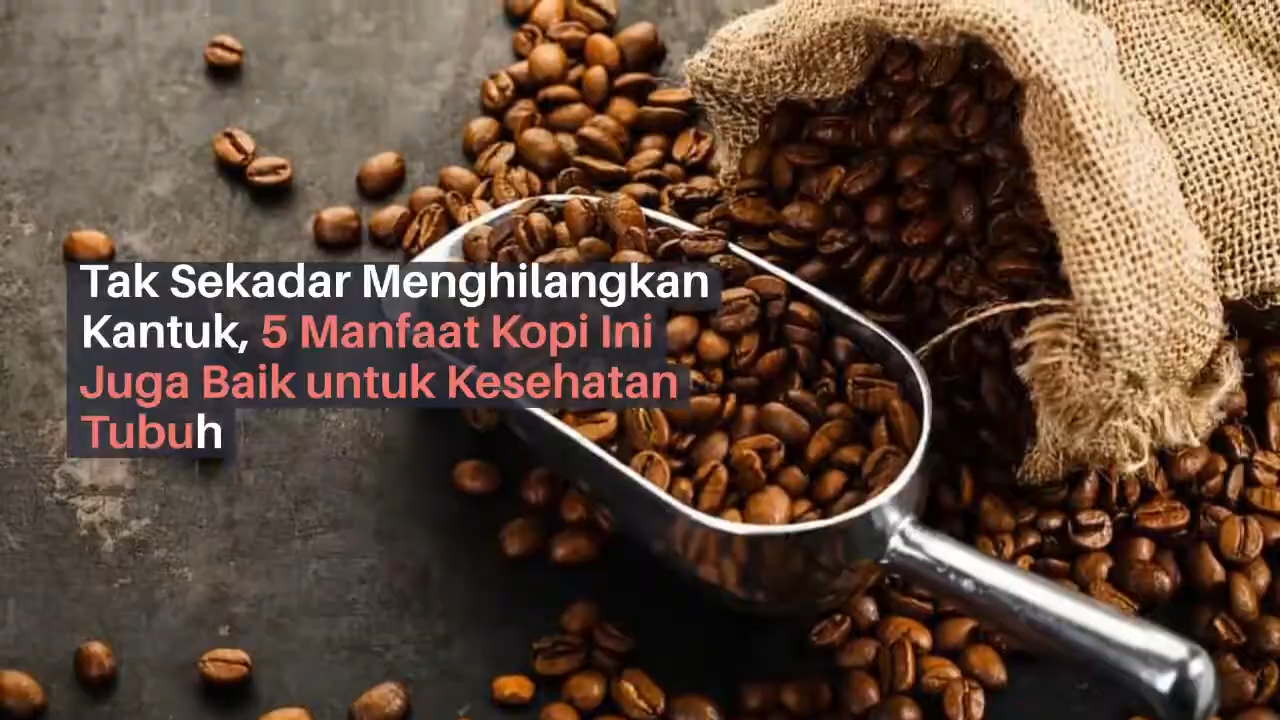 Tak Sekadar Menghilangkan
Kantuk, 5 Manfaat Kopi Ini
Juga Baik untuk Kesehatan
Tubuh